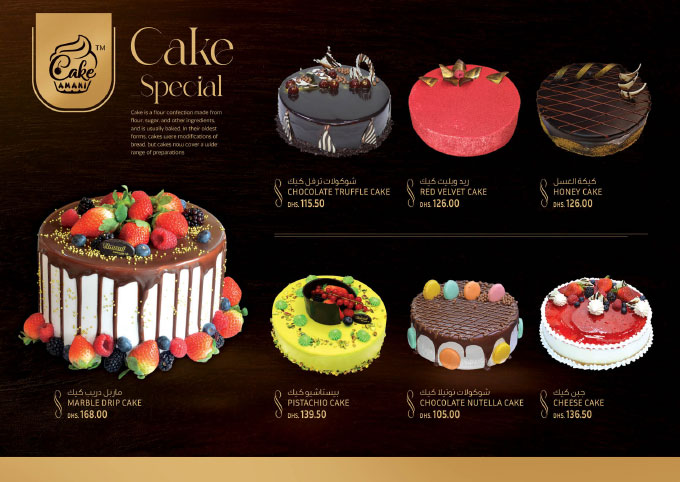 Cake
AMANI
TM
Cake
Special
Cake is a flour confection made from
flour, sugar, and other ingredients,
and is usually baked. In their oldest
forms, cakes were modifications of
bread, but cakes now cover a wide
range of preparations
شوكولات ترفل كيك
CHOCOLATE TRUFFLE CAKE
DHS. 115.50
ريد ويلبت كيك
RED VELVET CAKE
DHS. 126.00
كيكة العسل
HONEY CAKE
DHS. 126.00
ماربل دريب كيك
MARBLE DRIP CAKE
DHS. 168.00
بيستاشيو كيك
PISTACHIO CAKE
DHS. 139.50
شوكولات نوتيلا كيك
CHOCOLATE NUTELLA CAKE
DHS. 105.00
جبن كيك
CHEESE CAKE
DHS. 136.50